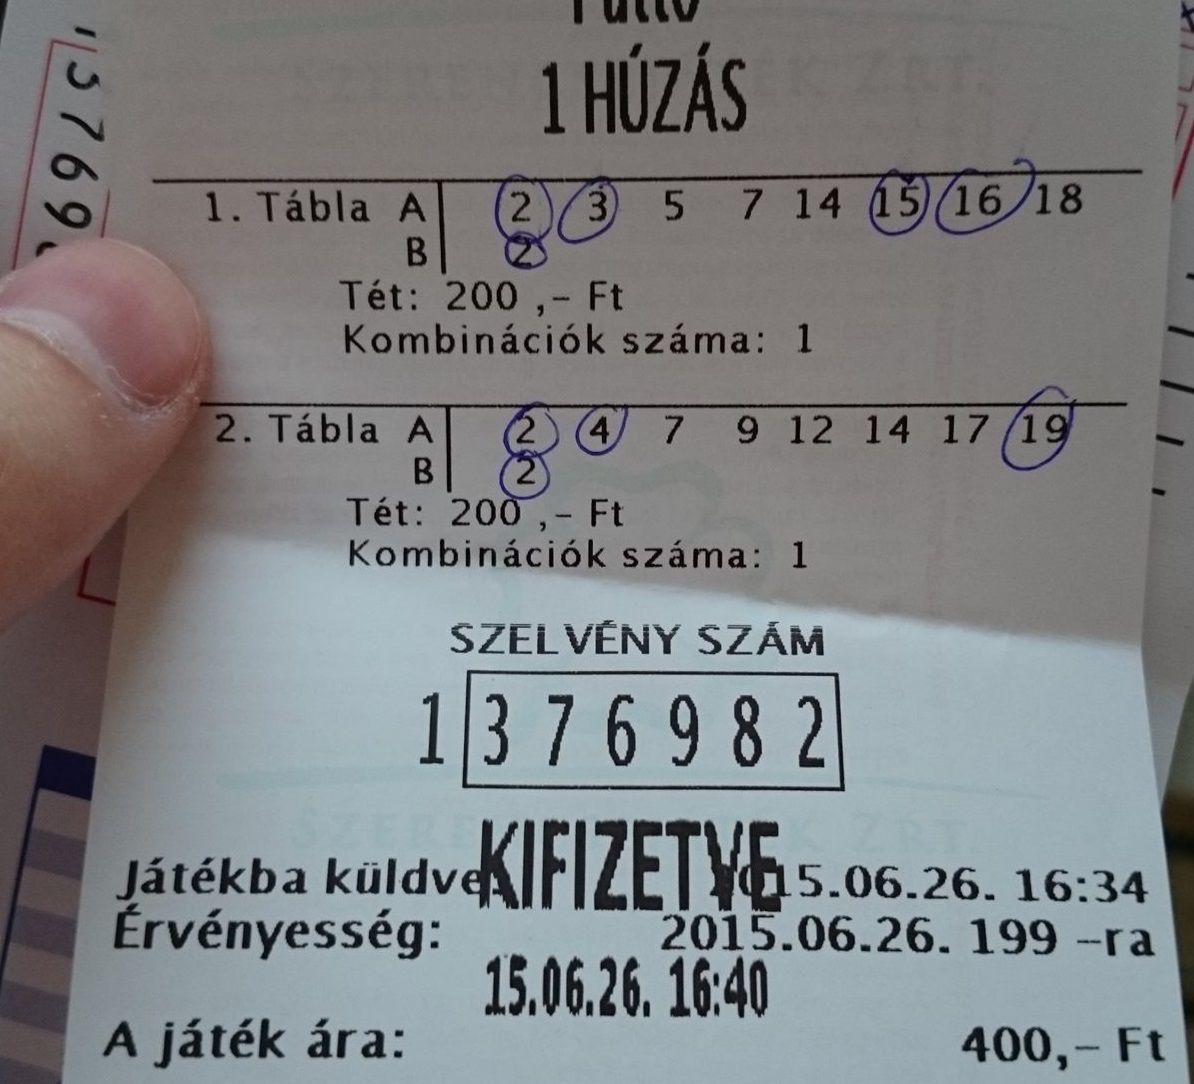 Puttó
1 HÚZÁS
1. Tábla A 2 3 5 7 14 15 16 18
B 2
Tét: 200 ,- Ft
Kombinációk száma: 1
2. Tábla A 2 4 7 9 12 14 17 19
B 2
Tét: 200 ,- Ft
Kombinációk száma: 1
SZELVÉNY SZÁM
1 376982
KIFIZETVE
Játékba küldve 015.06.26. 16:34
Érvényesség: 2015.06.26. 199 -ra
15.06.26. 16:40
A játék ára: 400,- Ft